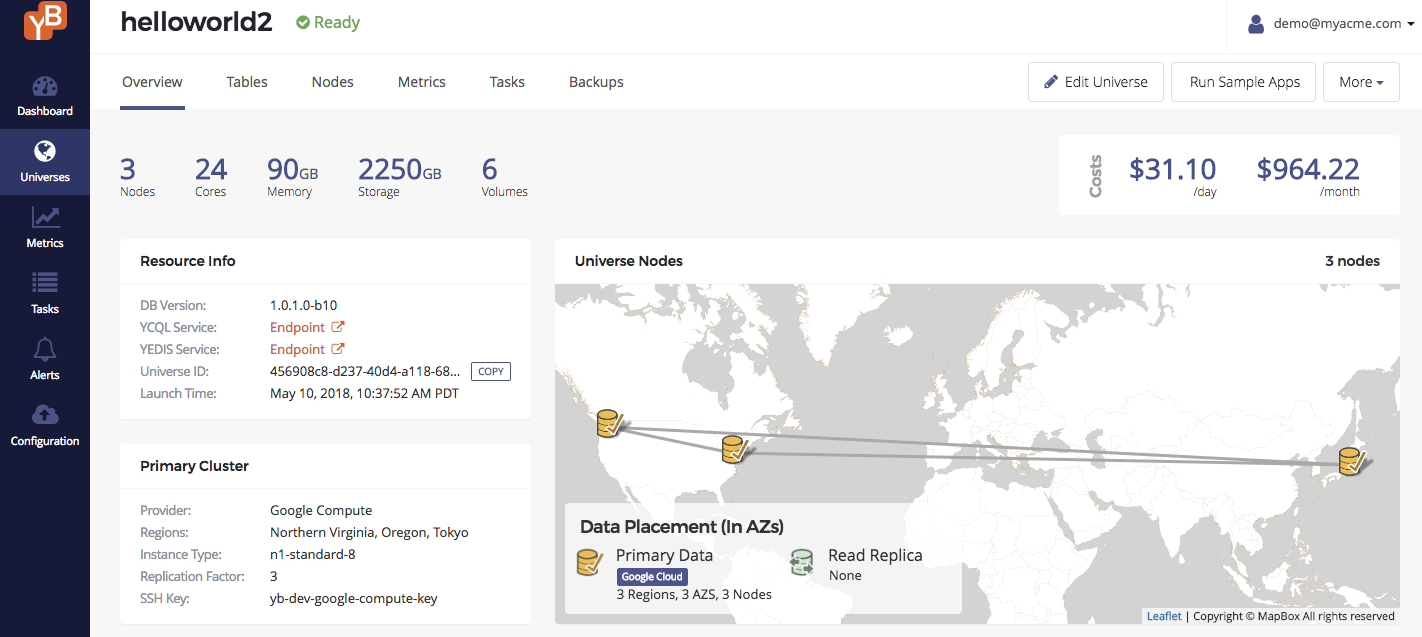 YB
helloworld2 Ready
demo@myacme.com
Dashboard
Universes
Metrics
Tasks
Alerts
Configuration
Overview Tables Nodes Metrics Tasks Backups
Edit Universe Run Sample Apps More
3 24 90GB 2250GB 6
Nodes Cores Memory Storage Volumes
Costs
$31.10 $964.22
/day /month
Resource Info
DB Version: 1.0.1.0-b10
YCQL Service: Endpoint
YEDIS Service: Endpoint
Universe ID: 456908c8-d237-40d4-a118-68... COPY
Launch Time: May 10, 2018, 10:37:52 AM PDT
Primary Cluster
Provider: Google Compute
Regions: Northern Virginia, Oregon, Tokyo
Instance Type: n1-standard-8
Replication Factor: 3
SSH Key: yb-dev-google-compute-key
Universe Nodes 3 nodes
Data Placement (In AZs)
Primary Data
Google Cloud
3 Regions, 3 AZS, 3 Nodes
Read Replica
None
Leaflet | Copyright © MapBox All rights reserved